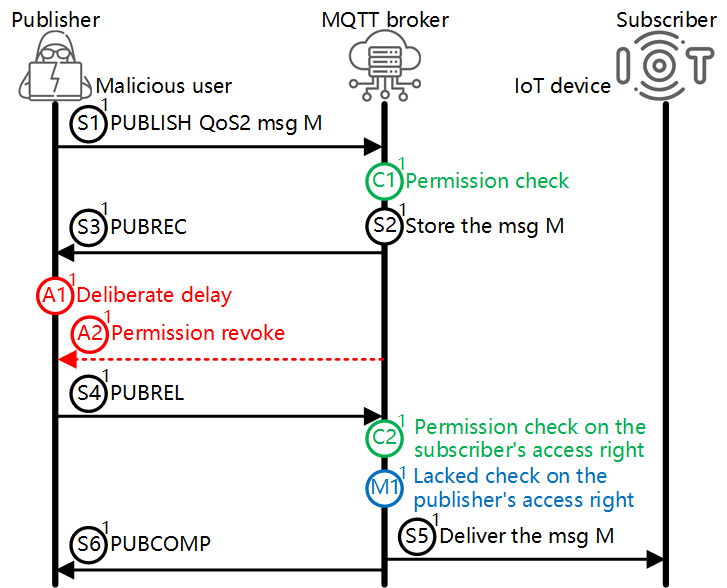 Publisher
MQTT broker
Subscriber
IOT
Malicious user
IoT device
S1 1 PUBLISH QoS2 msg M
C1 1 Permission check
S3 1 PUBREC
S2 1 Store the msg M
A1 1 Deliberate delay
A2 1 Permission revoke
S4 1 PUBREL
C2 1 Permission check on the
subscriber's access right
M1 1 Lacked check on the
publisher's access right
S5 1 Deliver the msg M
S6 1 PUBCOMP